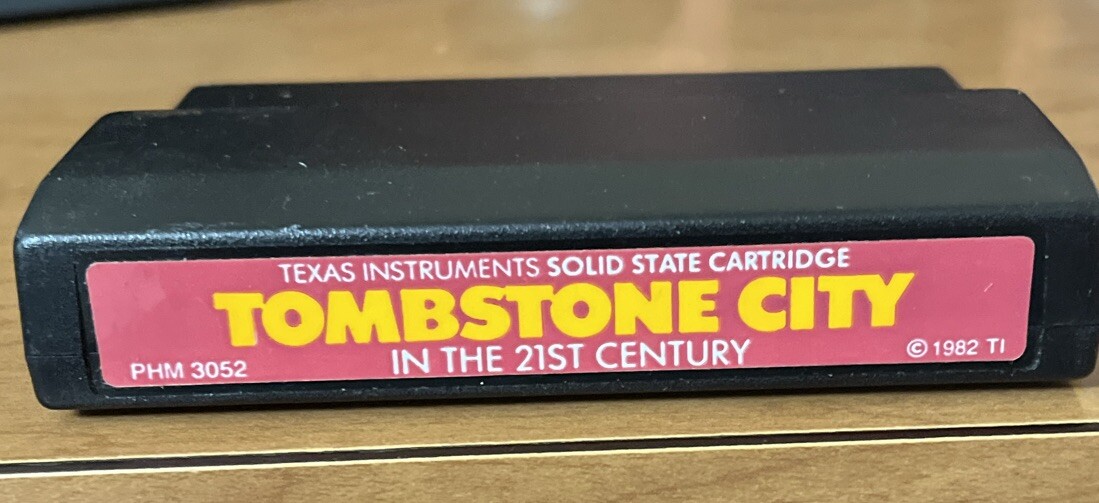 TEXAS INSTRUMENTS SOLID STATE CARTRIDGE
TOMBSTONE CITY
IN THE 21ST CENTURY
PHM 3052
© 1982 TI